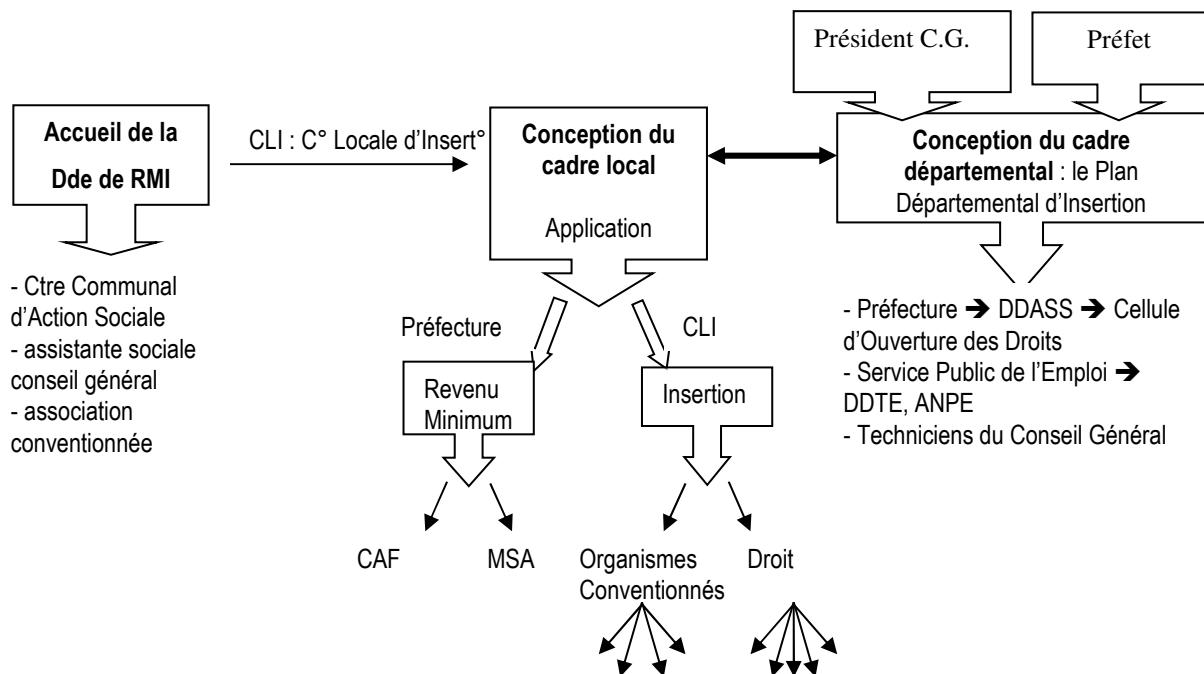 Président C.G.
Préfet
Accueil de la
Dde de RMI
CLI : C° Locale d'Insert°
Conception du
cadre local
Application
Conception du cadre
départemental : le Plan
Départemental d'Insertion
- Ctre Communal
d'Action Sociale
- assistante sociale
conseil général
- association
conventionnée
Préfecture
CLI
Revenu
Minimum
Insertion
- Préfecture ➔ DDASS ➔ Cellule
d'Ouverture des Droits
- Service Public de l'Emploi ➔
DDTE, ANPE
- Techniciens du Conseil Général
CAF
MSA
Organismes
Conventionnés
Droit